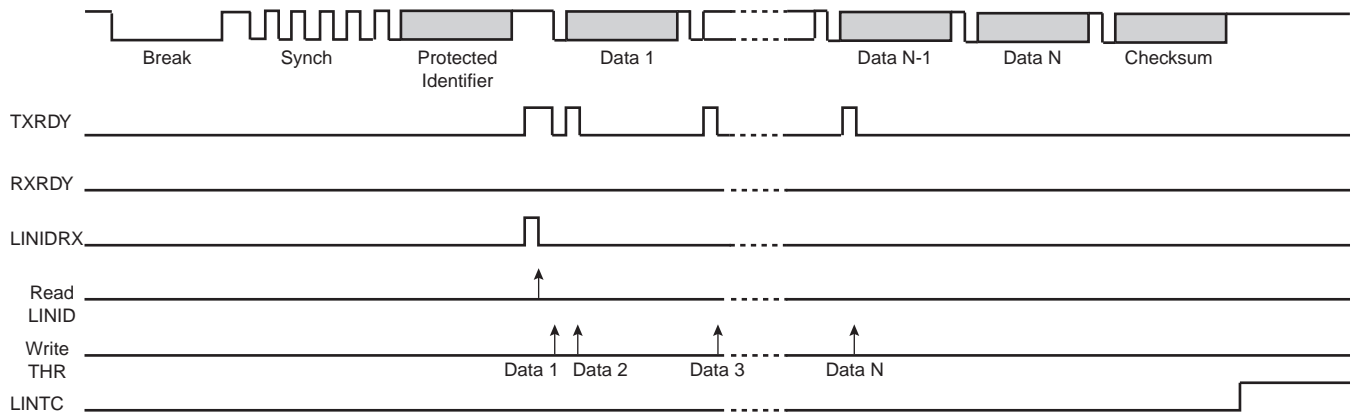 Break Synch Protected Identifier Data 1 Data N-1 Data N Checksum
TXRDY
RXRDY
LINIDRX
Read
LINID
Write
THR
Data 1 Data 2 Data 3 Data N
LINTC